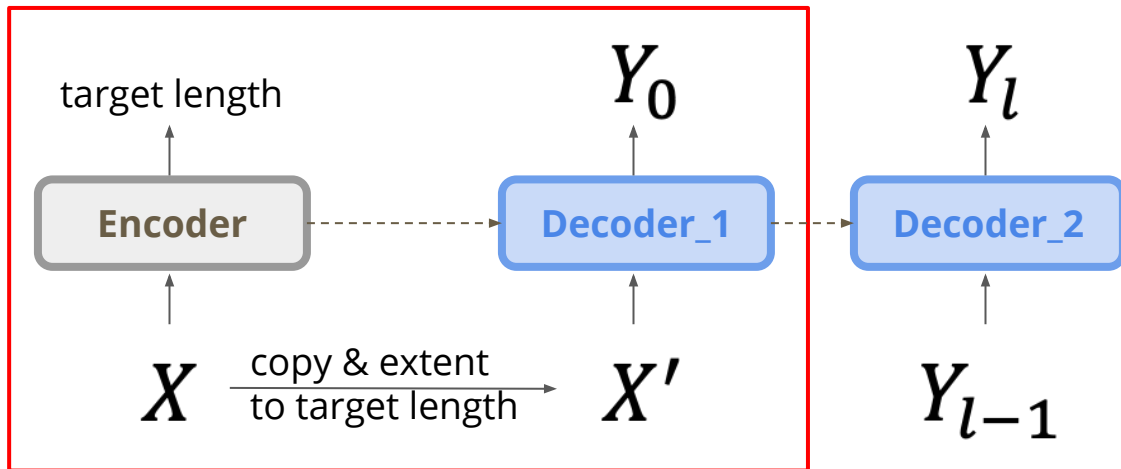 target length
Y₀
Yₗ
Encoder
Decoder_1
Decoder_2
X
copy & extent
to target length
X′
Yₗ₋₁